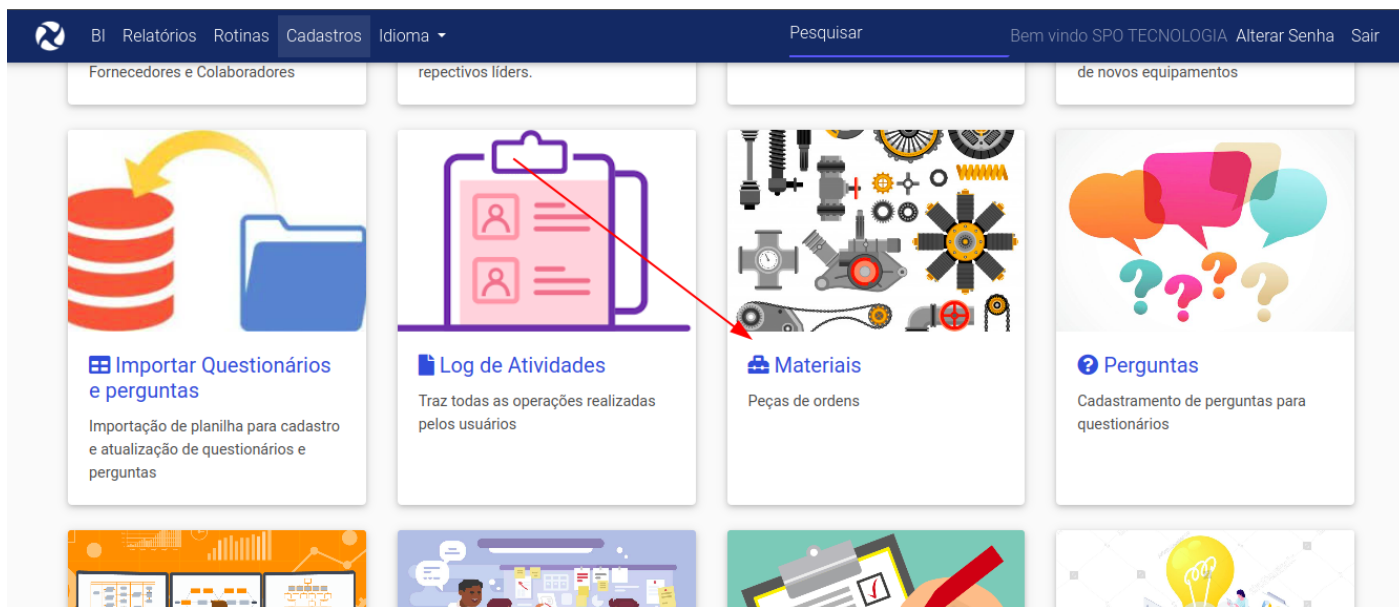 BI Relatórios Rotinas Cadastros Idioma Pesquisar Bem vindo SPO TECNOLOGIA Alterar Senha Sair
Fornecedores e Colaboradores
repectivos líders.
de novos equipamentos
Importar Questionários
e perguntas
Importação de planilha para cadastro
e atualização de questionários e
perguntas
Log de Atividades
Traz todas as operações realizadas
pelos usuários
Materiais
Peças de ordens
Perguntas
Cadastramento de perguntas para
questionários